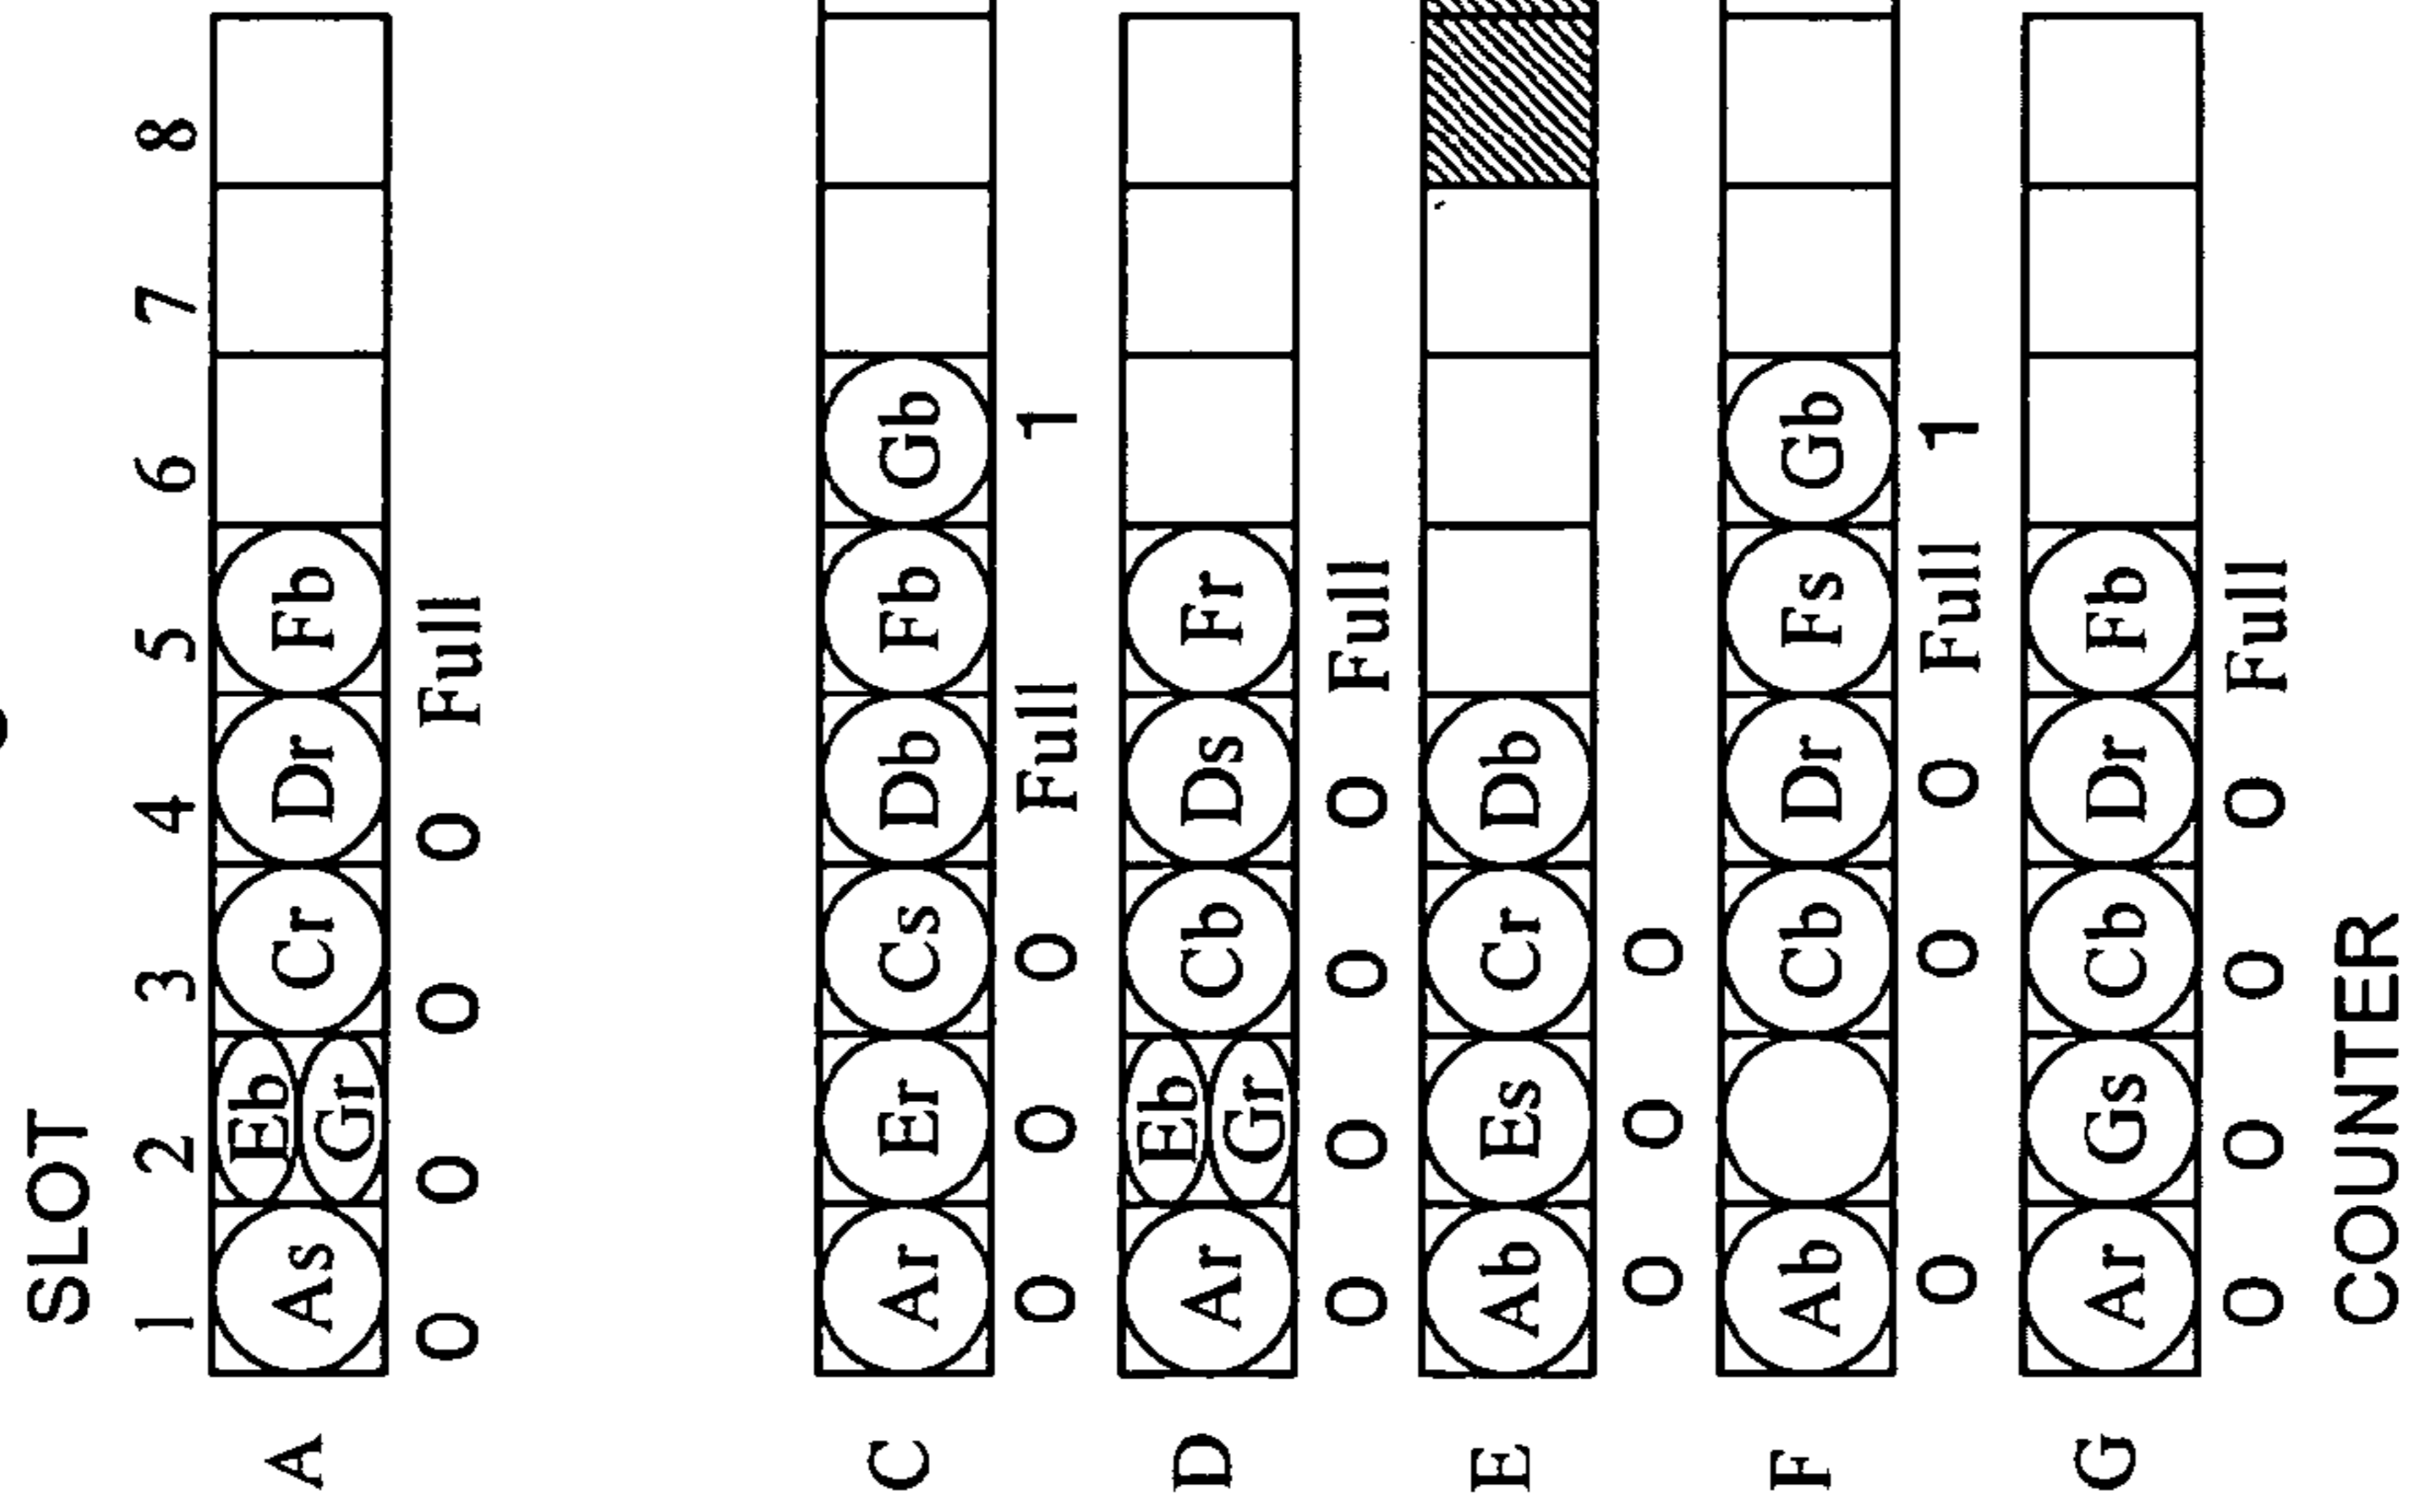 SLOT
1 2 3 4 5 6 7 8
A As Eb Gr Cr Dr Fb
0 0 0 0 Full
C Ar Er Cs Db Fb Gb
0 0 0 Full 1
D Ar Eb Gr Cb Ds Fr
0 0 0 0 Full
E Ab Es Cr Db
0 0 0
F Ab Cb Dr Fs Gb
0 0 0 Full 1
G Ar Gs Cb Dr Fb
0 0 0 0 Full
COUNTER